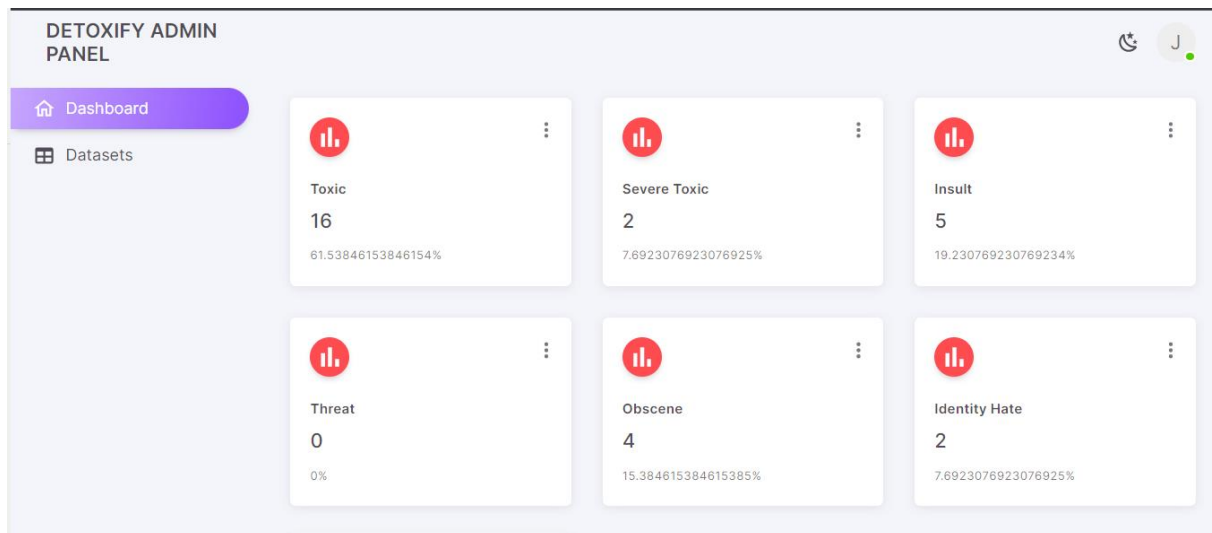 DETOXIFY ADMIN
PANEL
J
Dashboard
Datasets
Toxic
16
61.53846153846154%
Severe Toxic
2
7.6923076923076925%
Insult
5
19.230769230769234%
Threat
0
0%
Obscene
4
15.384615384615385%
Identity Hate
2
7.6923076923076925%